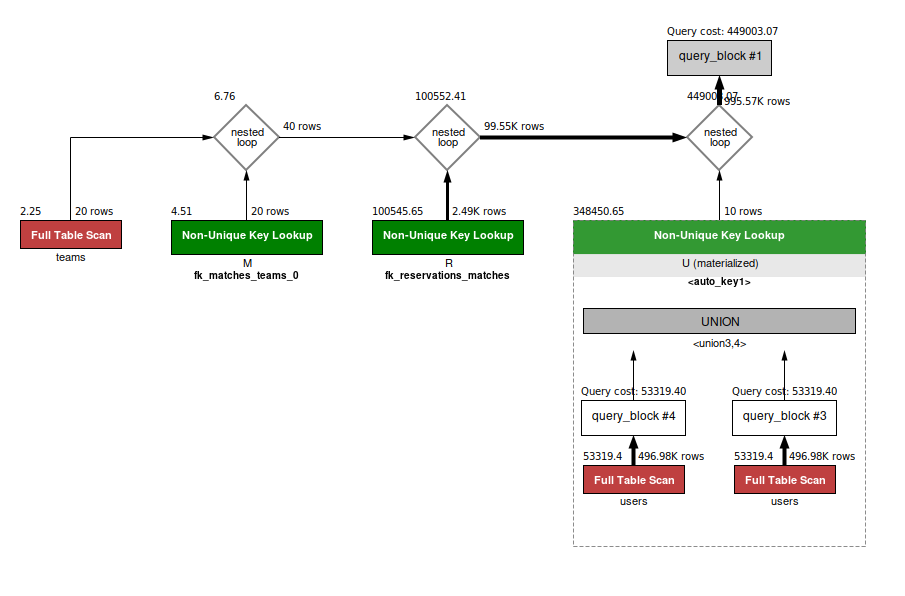 Query cost: 449003.07
query_block #1
6.76
100552.41
449003.07
995.57K rows
nested
loop
40 rows
nested
loop
99.55K rows
nested
loop
2.25
20 rows
4.51
20 rows
100545.65
2.49K rows
348450.65
10 rows
Full Table Scan
Non-Unique Key Lookup
Non-Unique Key Lookup
Non-Unique Key Lookup
teams
M
R
U (materialized)
fk_matches_teams_0
fk_reservations_matches
<auto_key1>
UNION
<union3,4>
Query cost: 53319.40
Query cost: 53319.40
query_block #4
query_block #3
53319.4
496.98K rows
53319.4
496.98K rows
Full Table Scan
Full Table Scan
users
users